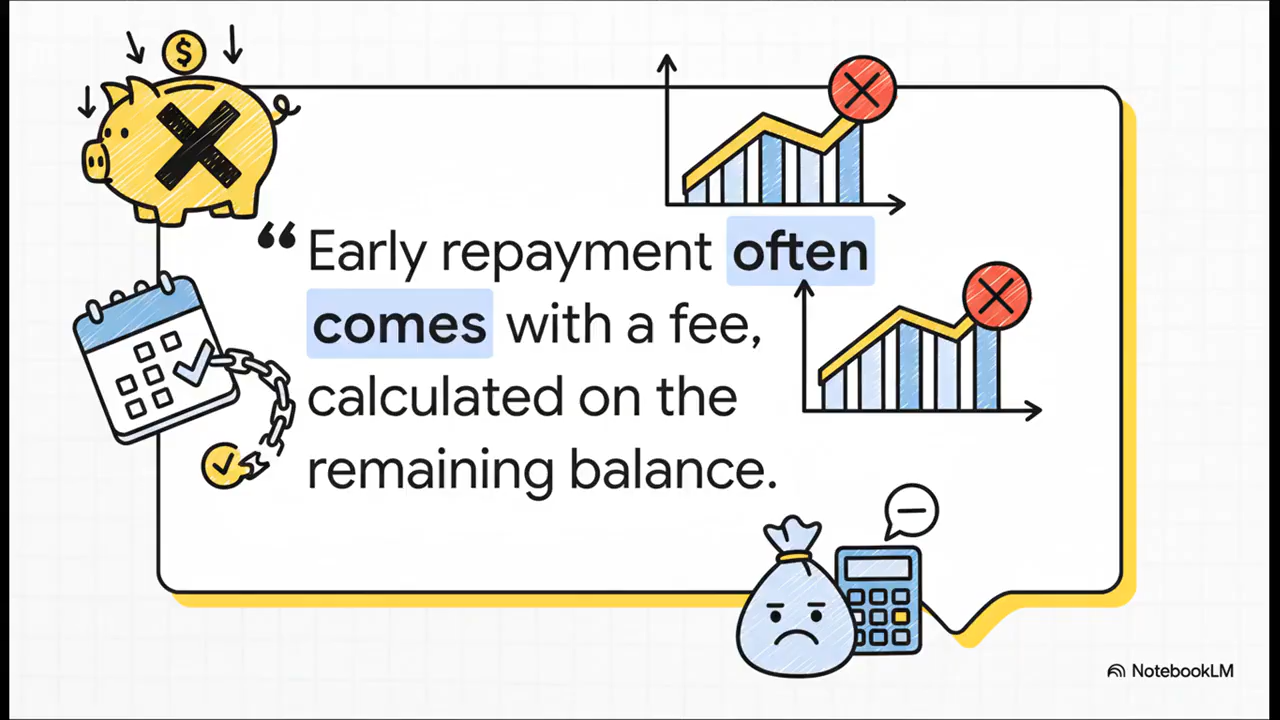 “Early repayment often
comes with a fee,
calculated on the
remaining balance.
$
NotebookLM